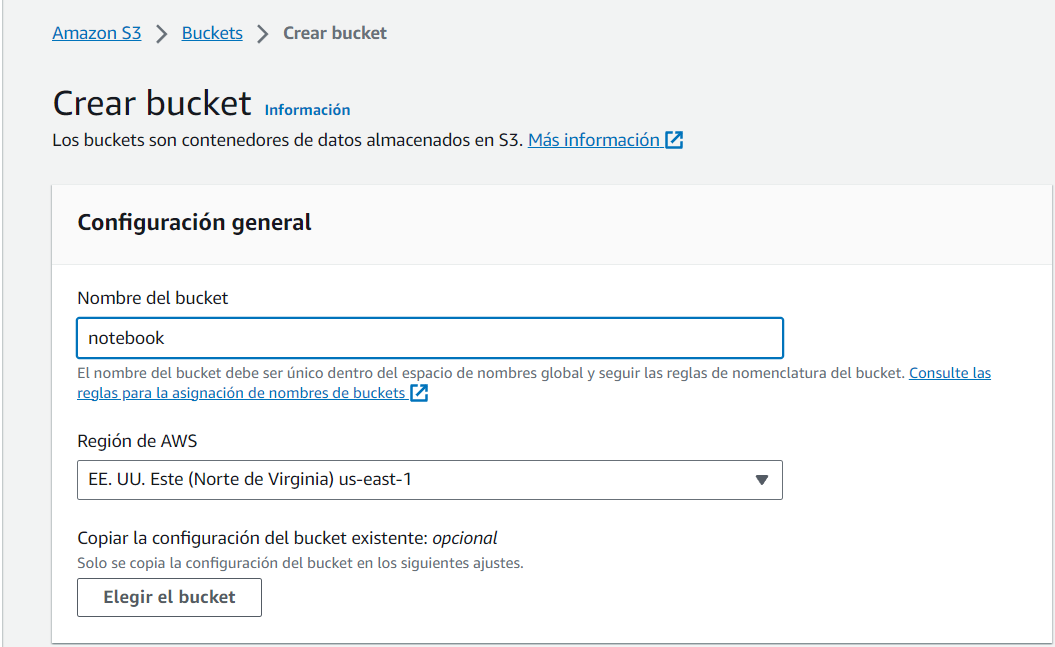 Amazon S3 > Buckets > Crear bucket
Crear bucket Información
Los buckets son contenedores de datos almacenados en S3. Más información
Configuración general
Nombre del bucket
notebook
El nombre del bucket debe ser único dentro del espacio de nombres global y seguir las reglas de nomenclatura del bucket. Consulte las
reglas para la asignación de nombres de buckets
Región de AWS
EE. UU. Este (Norte de Virginia) us-east-1
Copiar la configuración del bucket existente: opcional
Solo se copia la configuración del bucket en los siguientes ajustes.
Elegir el bucket